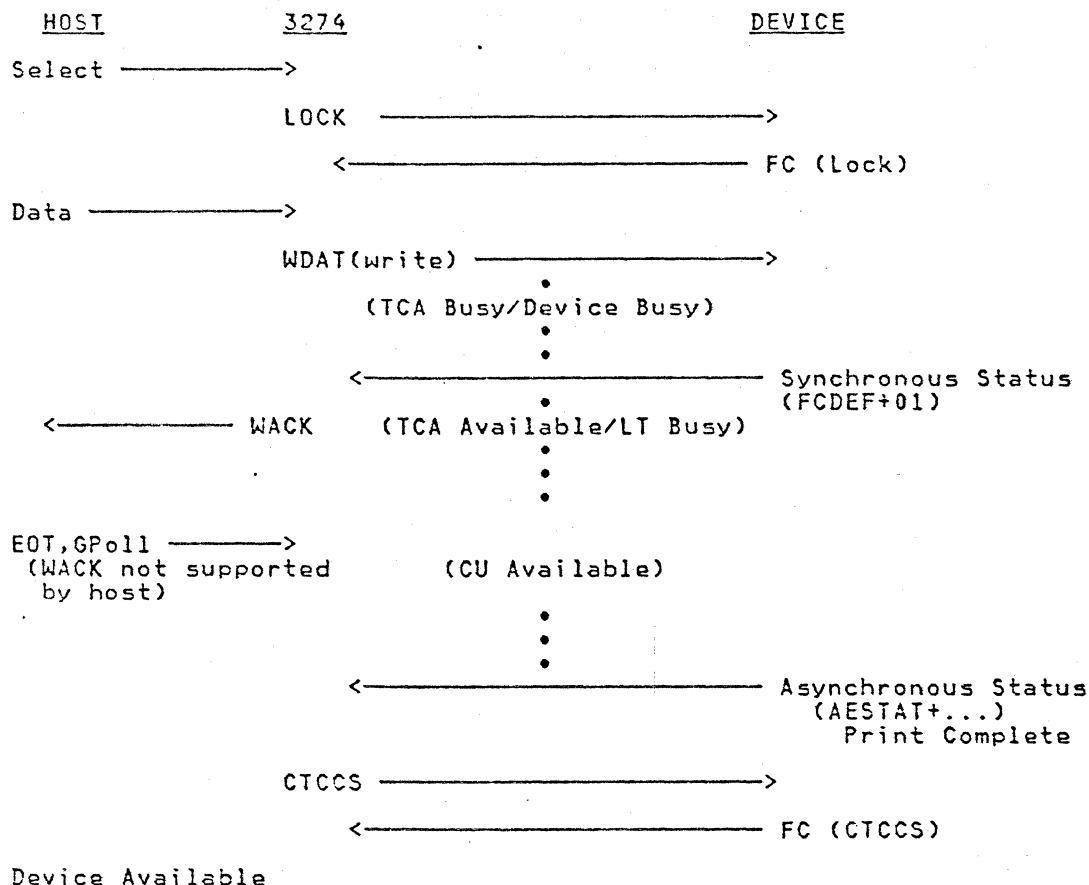 HOST 3274 DEVICE
Select
LOCK
FC (Lock)
Data
WDAT(write)
(TCA Busy/Device Busy)
Synchronous Status
(FCDEF+01)
WACK (TCA Available/LT Busy)
EOT,GPoll
(WACK not supported (CU Available)
by host)
Asynchronous Status
(AESTAT+...)
Print Complete
CTCCS
FC (CTCCS)
Device Available